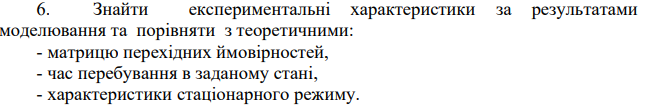 6. Знайти експериментальні характеристики за результатами
моделювання та порівняти з теоретичними:
- матрицю перехідних ймовірностей,
- час перебування в заданому стані,
- характеристики стаціонарного режиму.